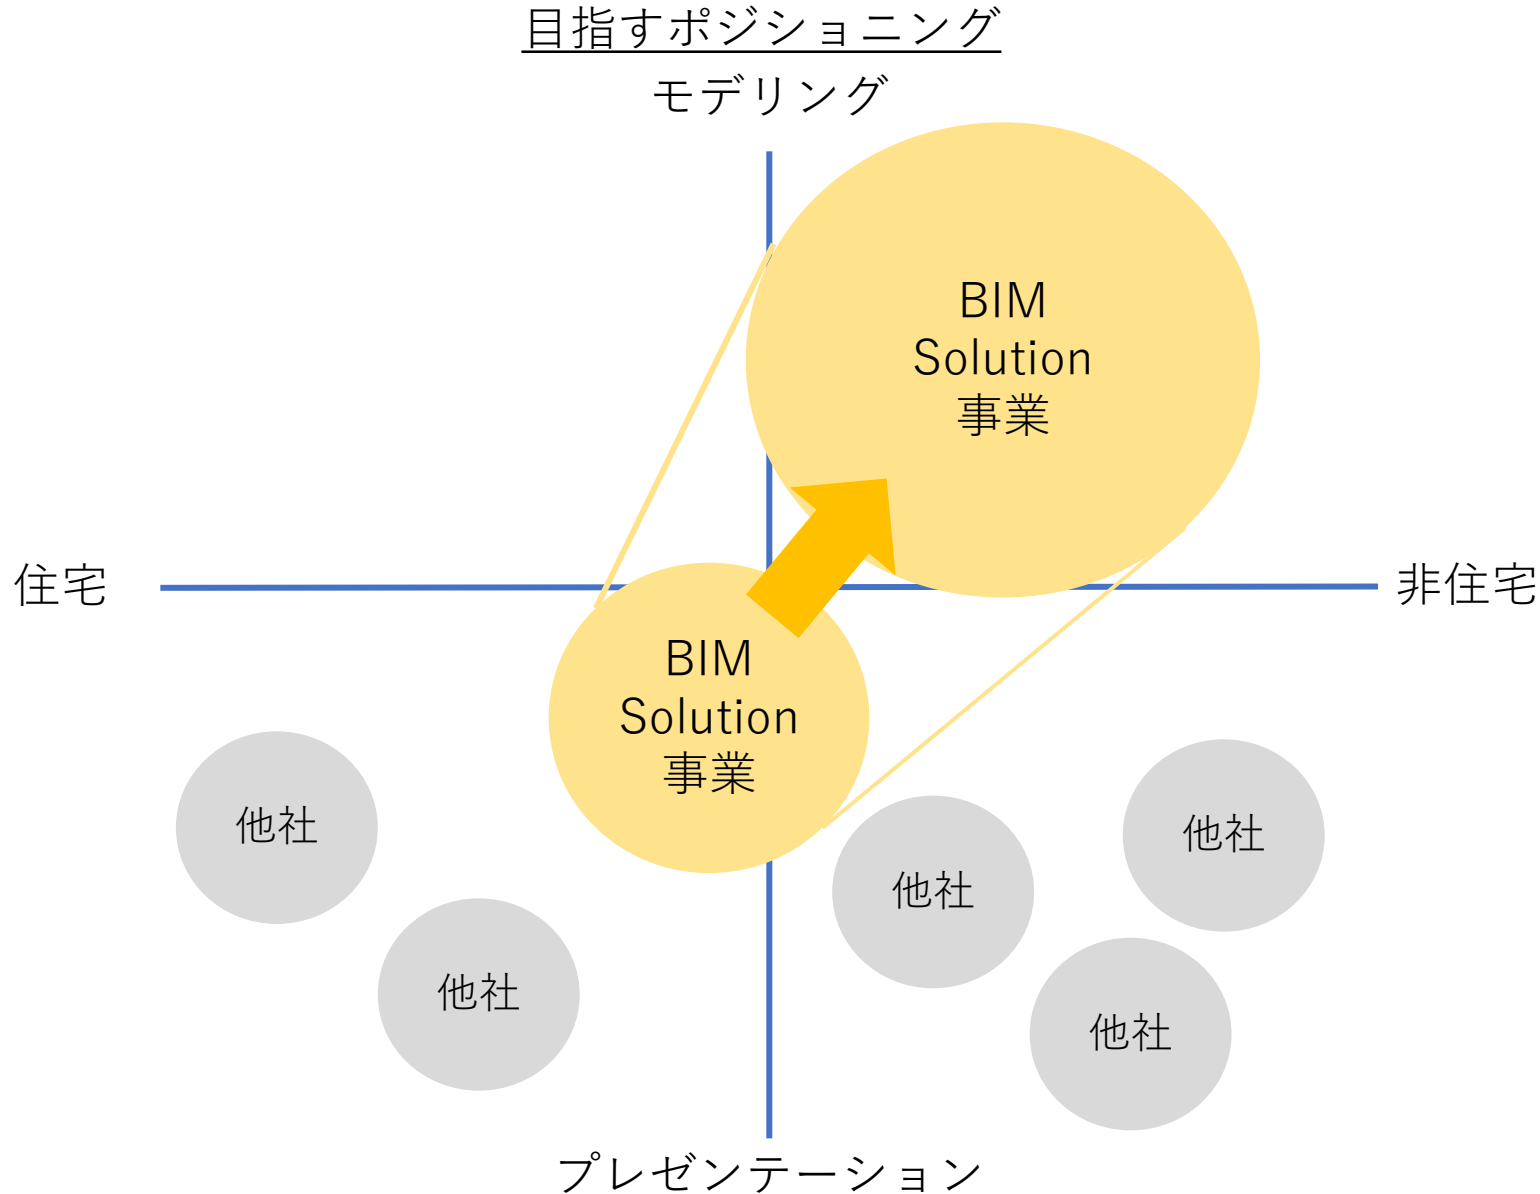 目指すポジショニング
モデリング
BIM
Solution
事業
住宅
非住宅
BIM
Solution
事業
他社
他社
他社
他社
他社
プレゼンテーション